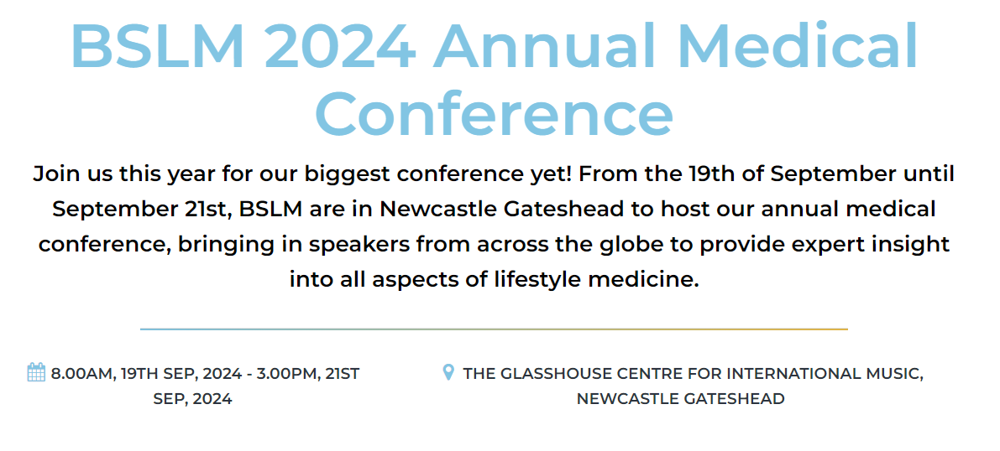 BSLM 2024 Annual Medical
Conference
Join us this year for our biggest conference yet! From the 19th of September until
September 21st, BSLM are in Newcastle Gateshead to host our annual medical
conference, bringing in speakers from across the globe to provide expert insight
into all aspects of lifestyle medicine.
8.00AM, 19TH SEP, 2024 - 3.00PM, 21ST
SEP, 2024
THE GLASSHOUSE CENTRE FOR INTERNATIONAL MUSIC,
NEWCASTLE GATESHEAD